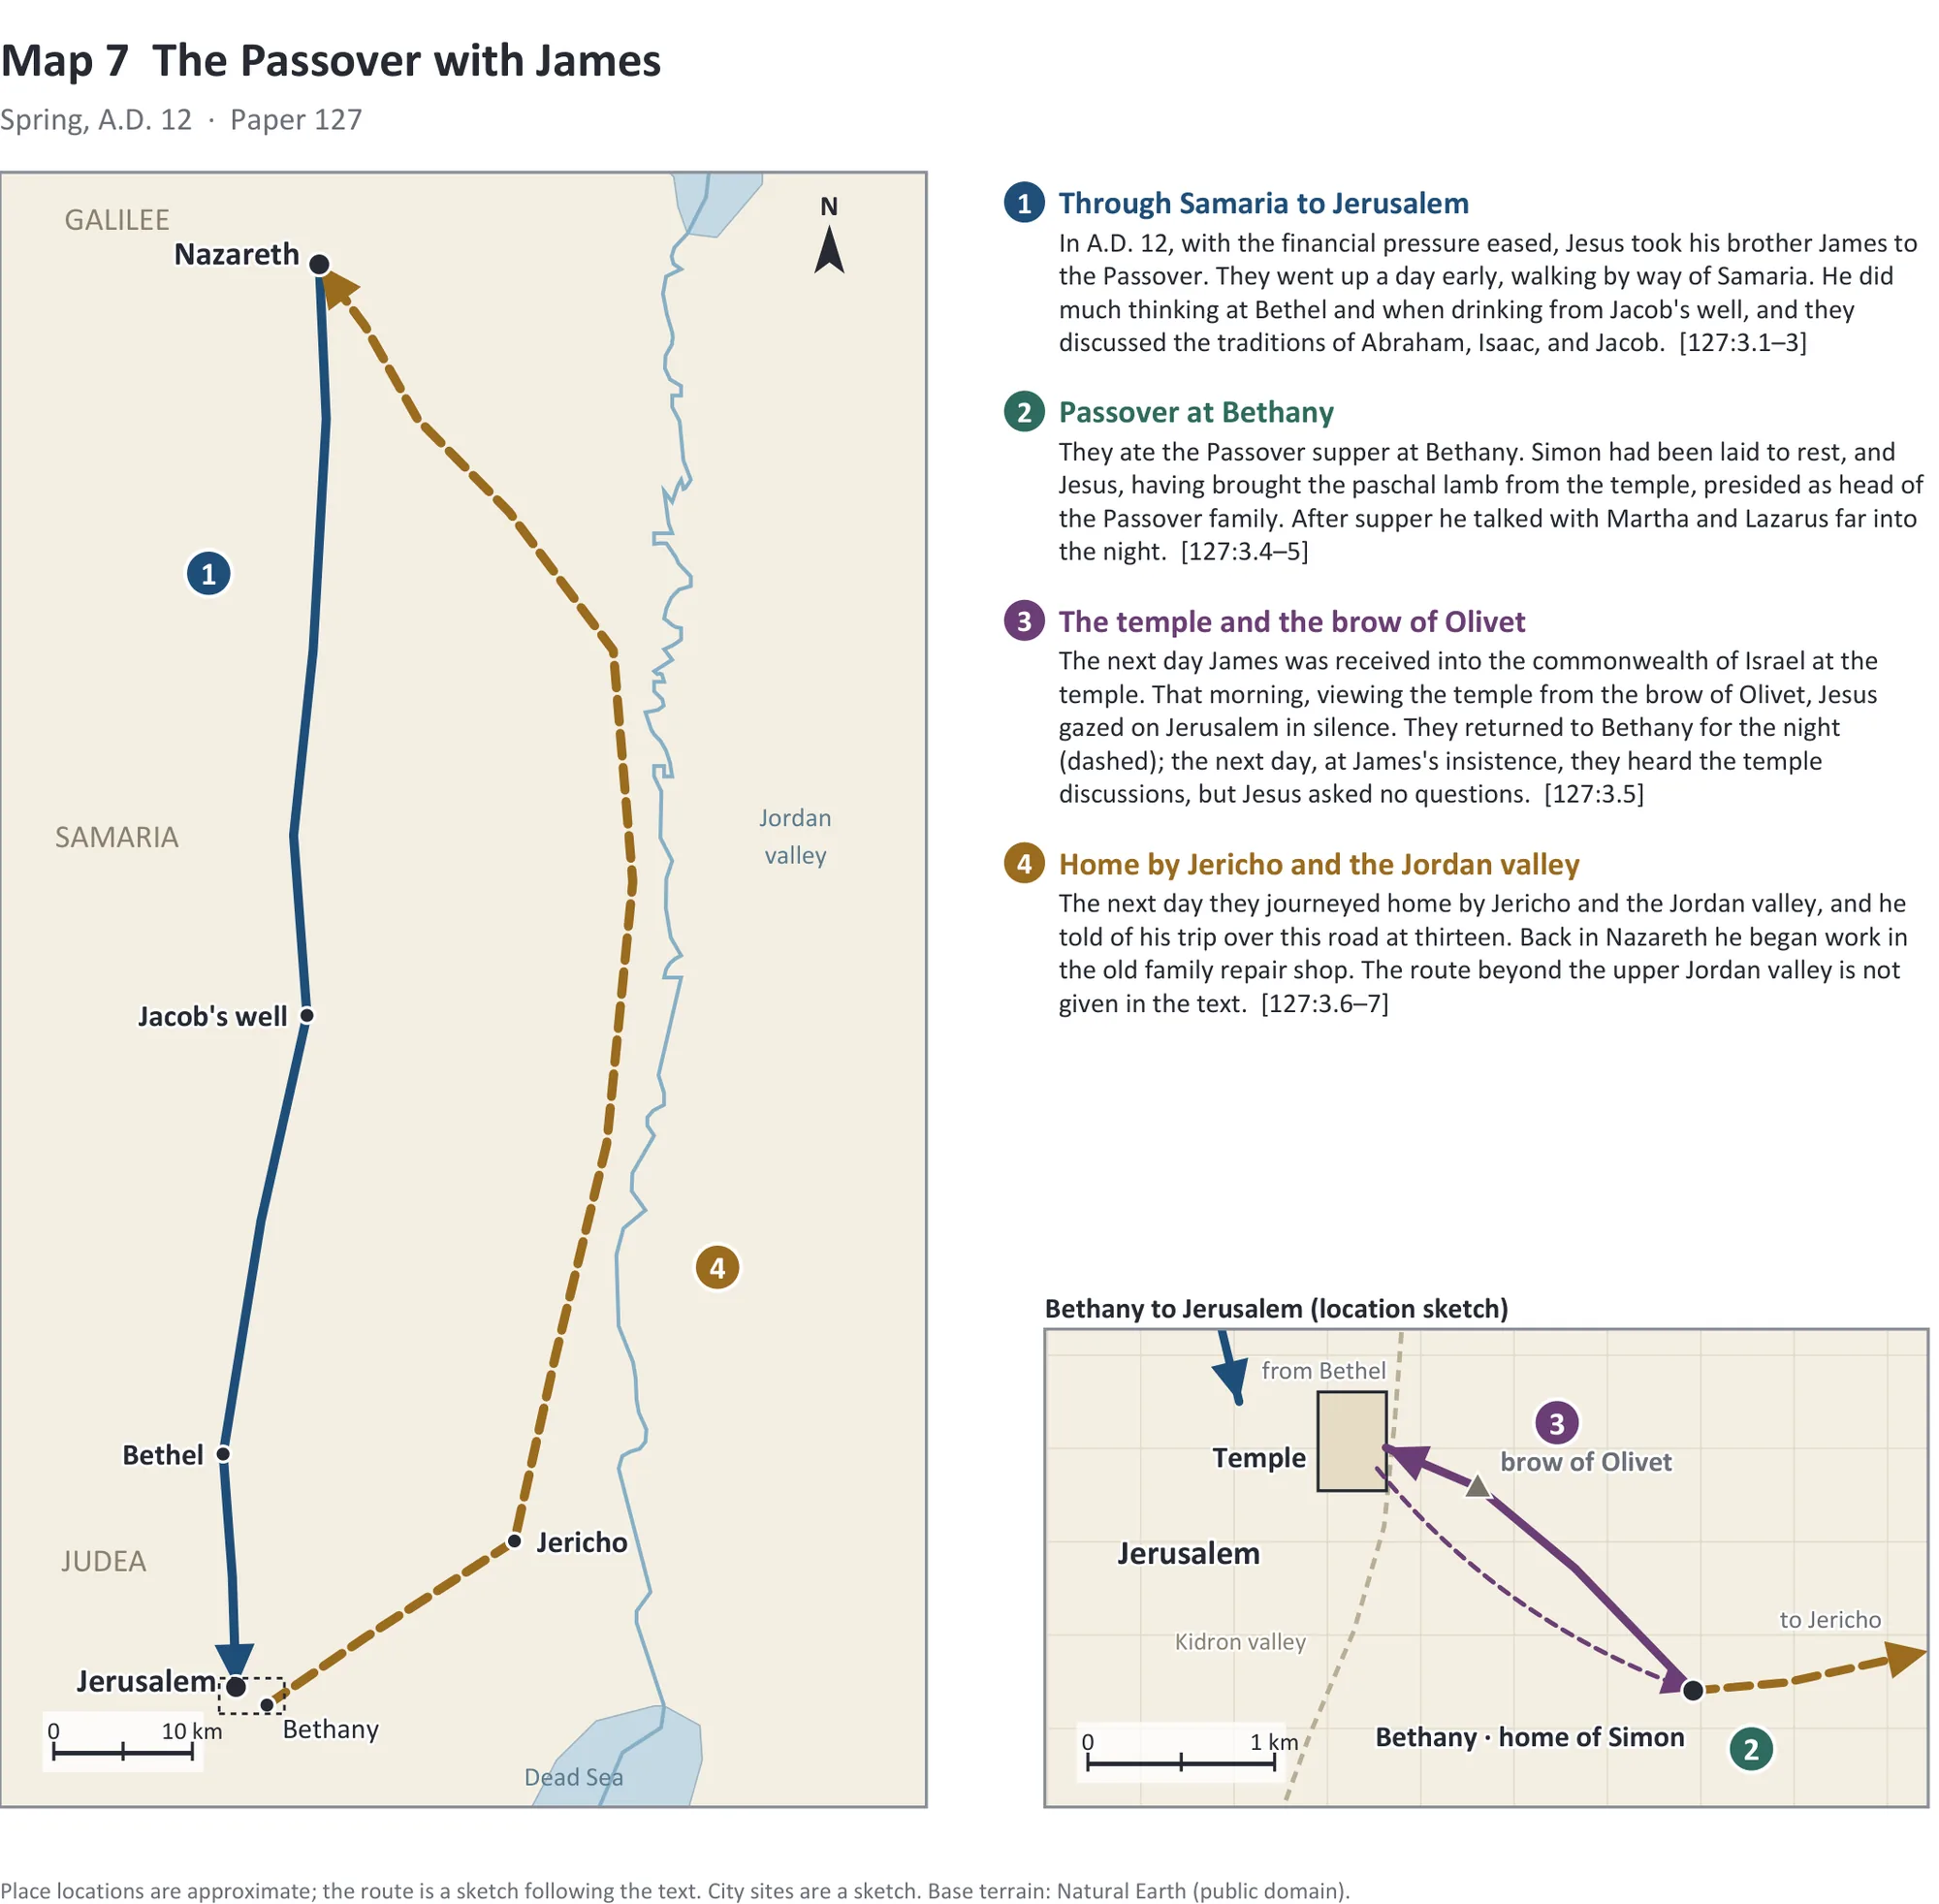 Map 7  The Passover with James
Spring, A.D. 12 · Paper 127
GALILEE
Nazareth
N
1
SAMARIA
Jordan
valley
Jacob's well
4
Bethel
Jericho
JUDEA
Jerusalem
Bethany
0 10 km
Dead Sea
1 Through Samaria to Jerusalem
In A.D. 12, with the financial pressure eased, Jesus took his brother James to
the Passover. They went up a day early, walking by way of Samaria. He did
much thinking at Bethel and when drinking from Jacob's well, and they
discussed the traditions of Abraham, Isaac, and Jacob.  [127:3.1–3]
2 Passover at Bethany
They ate the Passover supper at Bethany. Simon had been laid to rest, and
Jesus, having brought the paschal lamb from the temple, presided as head of
the Passover family. After supper he talked with Martha and Lazarus far into
the night.  [127:3.4–5]
3 The temple and the brow of Olivet
The next day James was received into the commonwealth of Israel at the
temple. That morning, viewing the temple from the brow of Olivet, Jesus
gazed on Jerusalem in silence. They returned to Bethany for the night
(dashed); the next day, at James's insistence, they heard the temple
discussions, but Jesus asked no questions.  [127:3.5]
4 Home by Jericho and the Jordan valley
The next day they journeyed home by Jericho and the Jordan valley, and he
told of his trip over this road at thirteen. Back in Nazareth he began work in
the old family repair shop. The route beyond the upper Jordan valley is not
given in the text.  [127:3.6–7]
Bethany to Jerusalem (location sketch)
from Bethel
3
Temple
brow of Olivet
Jerusalem
to Jericho
Kidron valley
Bethany · home of Simon
2
0 1 km
Place locations are approximate; the route is a sketch following the text. City sites are a sketch. Base terrain: Natural Earth (public domain).